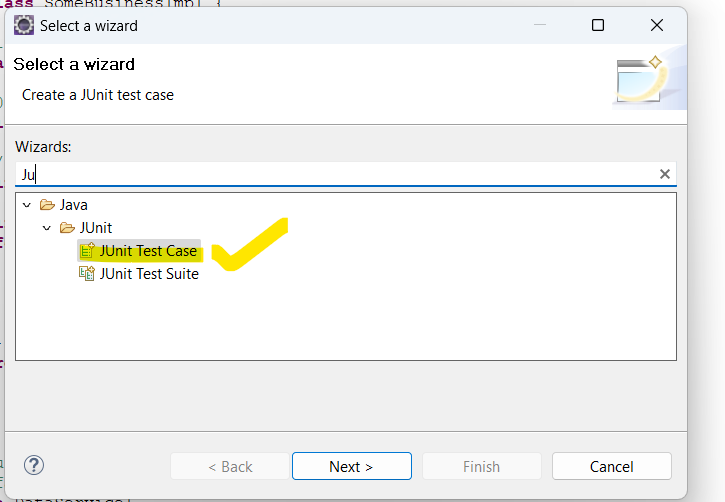 class SomeBusinessImpl {
Select a wizard
Select a wizard
Create a JUnit test case
Wizards:
Ju
Java
JUnit
JUnit Test Case
JUnit Test Suite
< Back
Next >
Finish
Cancel